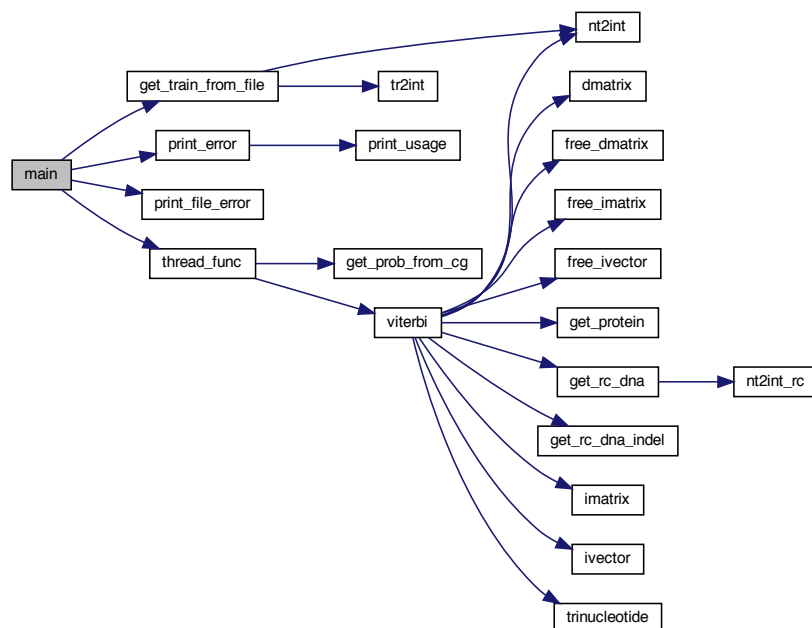 main
get_train_from_file
print_error
print_file_error
thread_func
tr2int
print_usage
get_prob_from_cg
viterbi
nt2int
dmatrix
free_dmatrix
free_imatrix
free_ivector
get_protein
get_rc_dna
nt2int_rc
get_rc_dna_indel
imatrix
ivector
trinucleotide